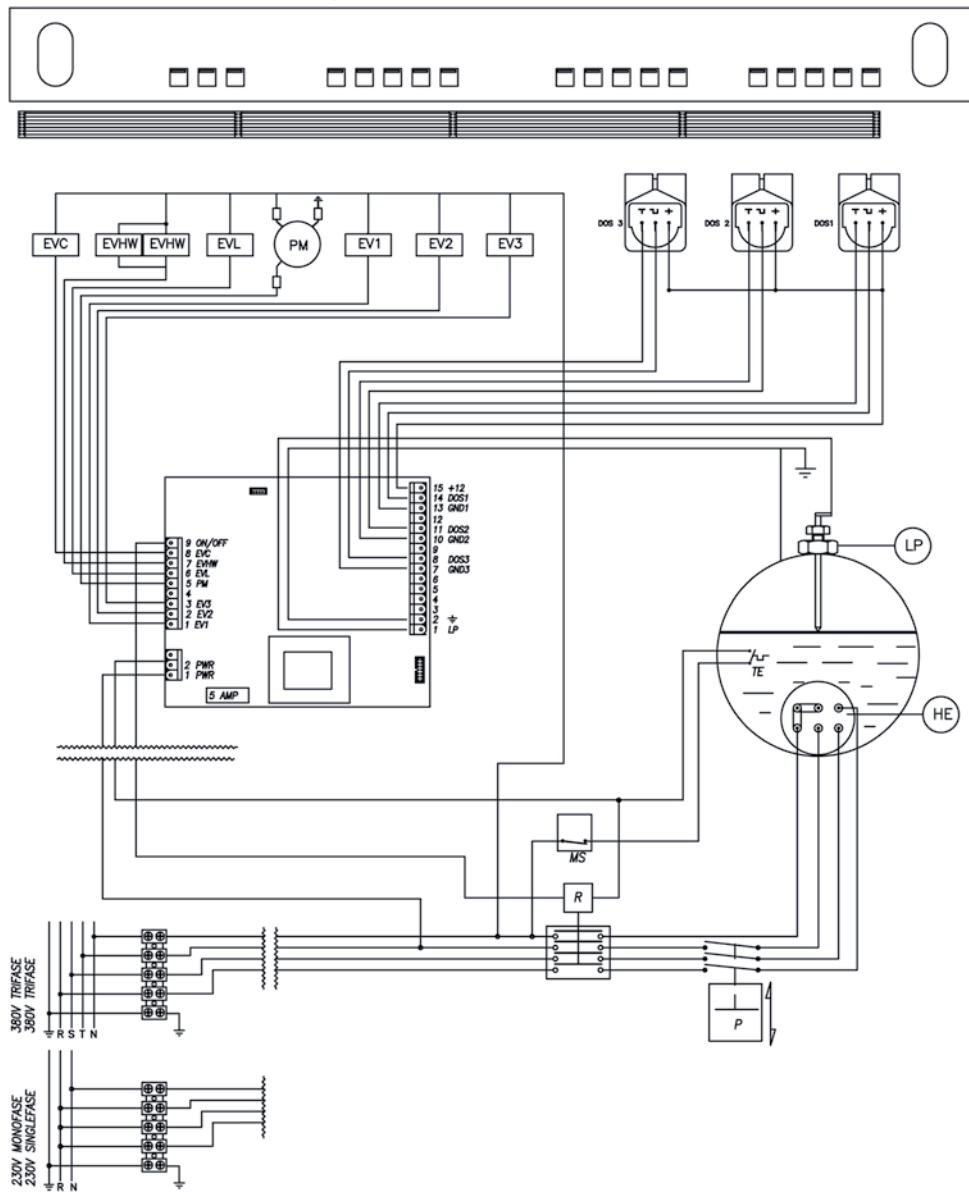 EVC
EVHW
EVHW
EVL
PM
EV1
EV2
EV3
DOS 3
DOS 2
DOS1
9 ON/OFF
8 EVC
7 EVHW
6 EVL
5 PM
4
3 EV3
2 EV2
1 EV1
2 PWR
1 PWR
5 AMP
15 +12
14 DOS1
13 GND1
12
11 DOS2
10 GND2
9
8 DOS3
7 GND3
6
5
4
3
2
1 LP
LP
TE
HE
MS
R
P
380V TRIFASE
380V TRIFASE
R S T N
230V MONOFASE
230V SINGLEFASE
R N